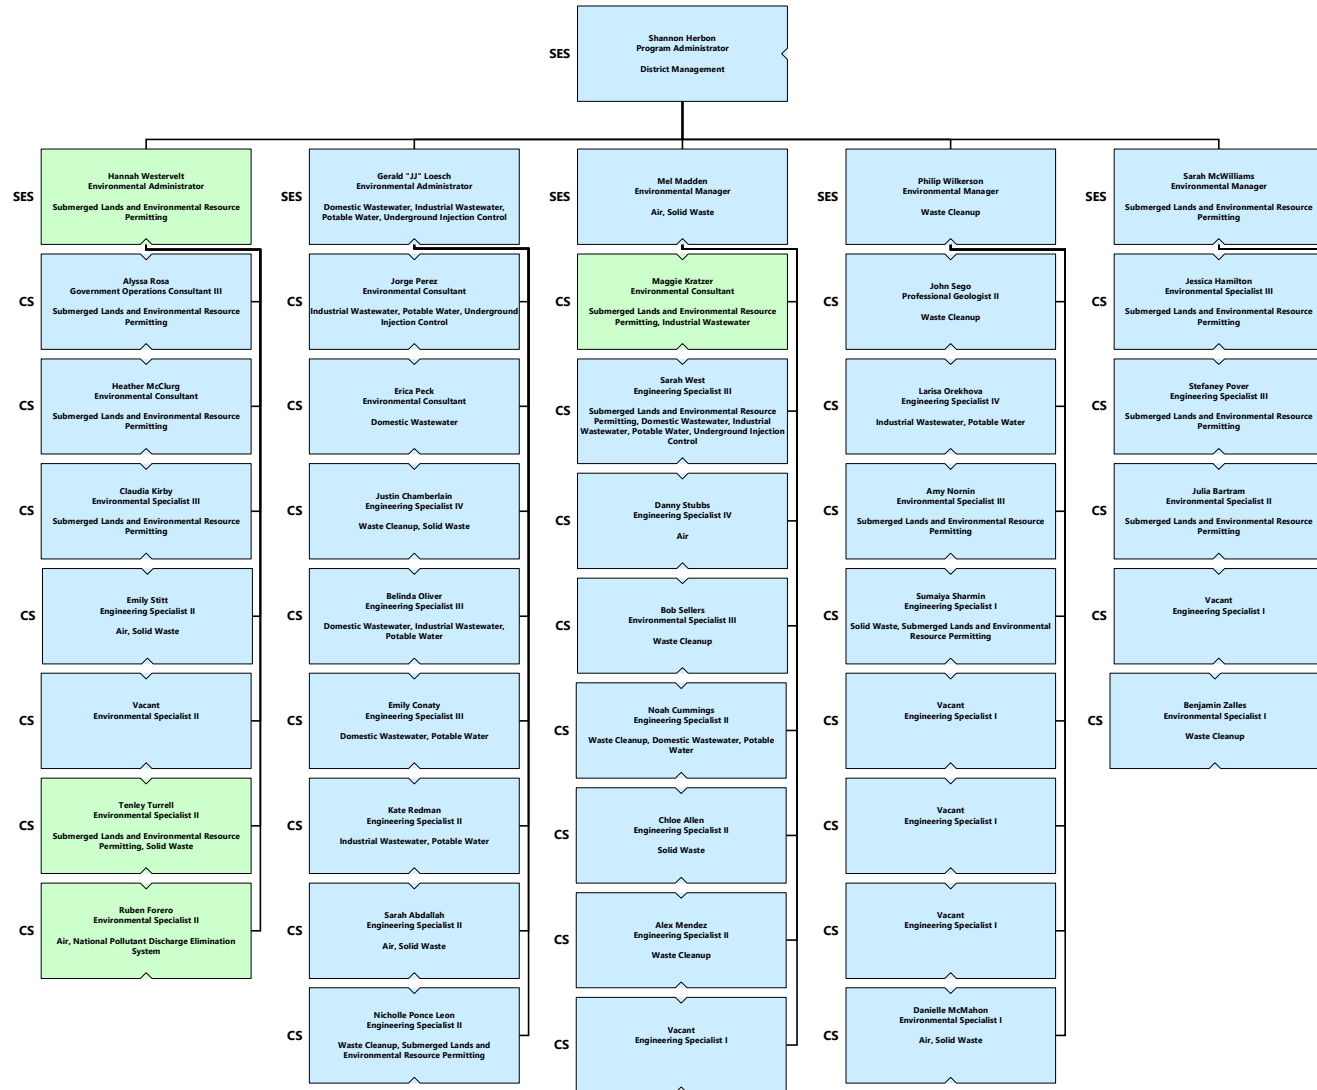 SES
Shannon Herbon
Program Administrator
District Management
SES
Hannah Westervelt
Environmental Administrator
Submerged Lands and Environmental Resource
Permitting
CS
Alyssa Rosa
Government Operations Consultant III
Submerged Lands and Environmental Resource
Permitting
CS
Heather McClurg
Environmental Consultant
Submerged Lands and Environmental Resource
Permitting
CS
Claudia Kirby
Environmental Specialist III
Submerged Lands and Environmental Resource
Permitting
CS
Emily Stitt
Engineering Specialist II
Air, Solid Waste
CS
Vacant
Environmental Specialist II
CS
Tenley Turrell
Environmental Specialist II
Submerged Lands and Environmental Resource
Permitting, Solid Waste
CS
Ruben Forero
Environmental Specialist II
Air, National Pollutant Discharge Elimination
System
SES
Gerald "JJ" Loesch
Environmental Administrator
Domestic Wastewater, Industrial Wastewater,
Potable Water, Underground Injection Control
CS
Jorge Perez
Environmental Consultant
Industrial Wastewater, Potable Water, Underground
Injection Control
CS
Erica Peck
Environmental Consultant
Domestic Wastewater
CS
Justin Chamberlain
Engineering Specialist IV
Waste Cleanup, Solid Waste
CS
Belinda Oliver
Engineering Specialist III
Domestic Wastewater, Industrial Wastewater,
Potable Water
CS
Emily Conaty
Engineering Specialist III
Domestic Wastewater, Potable Water
CS
Kate Redman
Engineering Specialist II
Industrial Wastewater, Potable Water
CS
Sarah Abdallah
Engineering Specialist II
Air, Solid Waste
CS
Nicholle Ponce Leon
Engineering Specialist II
Waste Cleanup, Submerged Lands and
Environmental Resource Permitting
SES
Mel Madden
Environmental Manager
Air, Solid Waste
CS
Maggie Kratzer
Environmental Consultant
Submerged Lands and Environmental Resource
Permitting, Industrial Wastewater
CS
Sarah West
Engineering Specialist III
Submerged Lands and Environmental Resource
Permitting, Domestic Wastewater, Industrial
Wastewater, Potable Water, Underground Injection
Control
CS
Danny Stubbs
Engineering Specialist IV
Air
CS
Bob Sellers
Environmental Specialist III
Waste Cleanup
CS
Noah Cummings
Engineering Specialist II
Waste Cleanup, Domestic Wastewater, Potable
Water
CS
Chloe Allen
Engineering Specialist II
Solid Waste
CS
Alex Mendez
Engineering Specialist II
Waste Cleanup
CS
Vacant
Engineering Specialist I
SES
Philip Wilkerson
Environmental Manager
Waste Cleanup
CS
John Sego
Professional Geologist II
Waste Cleanup
CS
Larisa Orekhova
Engineering Specialist IV
Industrial Wastewater, Potable Water
CS
Amy Nornin
Environmental Specialist III
Submerged Lands and Environmental Resource
Permitting
CS
Sumaiya Sharmin
Engineering Specialist I
Solid Waste, Submerged Lands and Environmental
Resource Permitting
CS
Vacant
Engineering Specialist I
CS
Vacant
Engineering Specialist I
CS
Vacant
Engineering Specialist I
CS
Danielle McMahon
Environmental Specialist I
Air, Solid Waste
SES
Sarah McWilliams
Environmental Manager
Submerged Lands and Environmental Resource
Permitting
CS
Jessica Hamilton
Environmental Specialist III
Submerged Lands and Environmental Resource
Permitting
CS
Stefaney Pover
Engineering Specialist III
Submerged Lands and Environmental Resource
Permitting
CS
Julia Bartram
Environmental Specialist II
Submerged Lands and Environmental Resource
Permitting
CS
Vacant
Engineering Specialist I
CS
Benjamin Zalles
Environmental Specialist I
Waste Cleanup